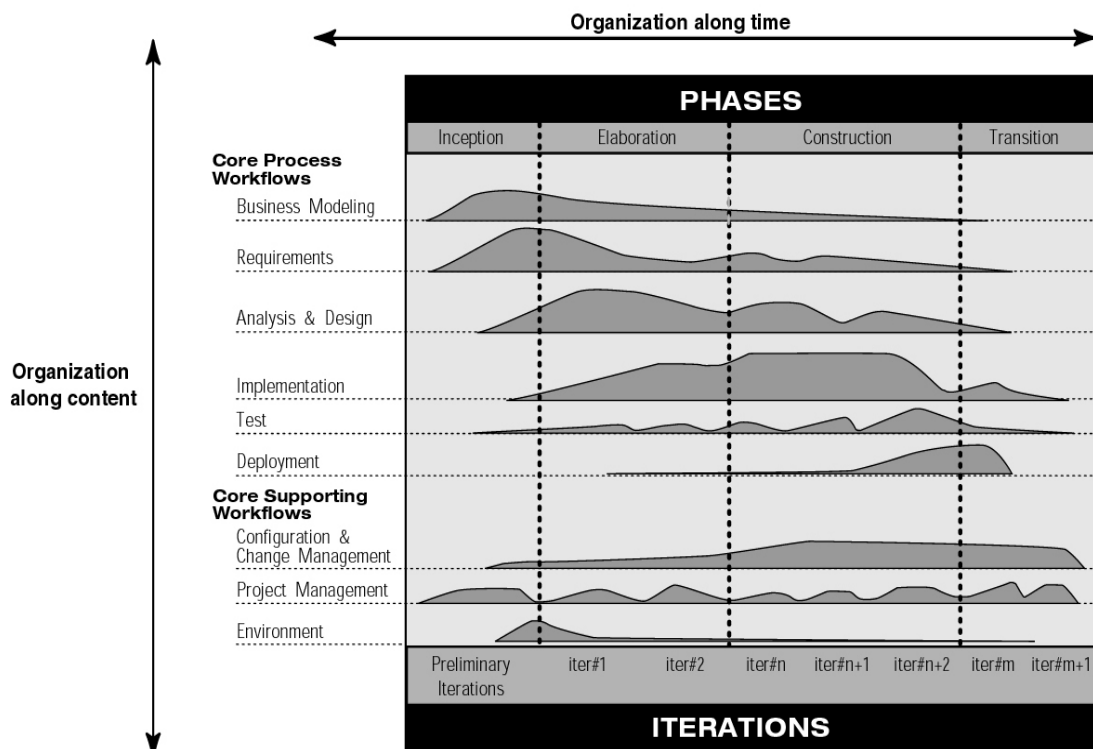 Organization along time
PHASES
Inception Elaboration Construction Transition
Core Process
Workflows
Business Modeling
Requirements
Analysis & Design
Implementation
Test
Deployment
Organization
along content
Core Supporting
Workflows
Configuration &
Change Management
Project Management
Environment
Preliminary
Iterations
iter#1 iter#2 iter#n iter#n+1 iter#n+2 iter#m iter#m+1
ITERATIONS